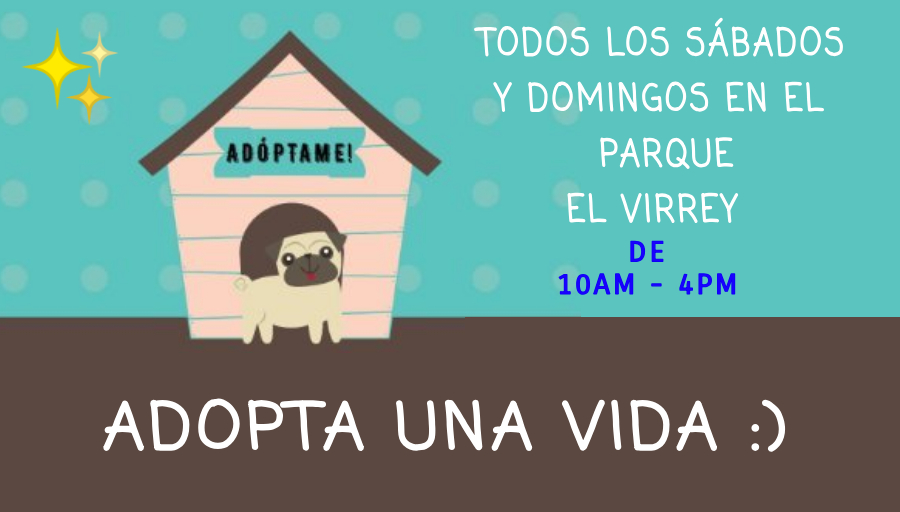 TODOS LOS SÁBADOS
Y DOMINGOS EN EL
PARQUE
EL VIRREY
DE
10AM - 4PM
ADÓPTAME!
ADOPTA UNA VIDA :)